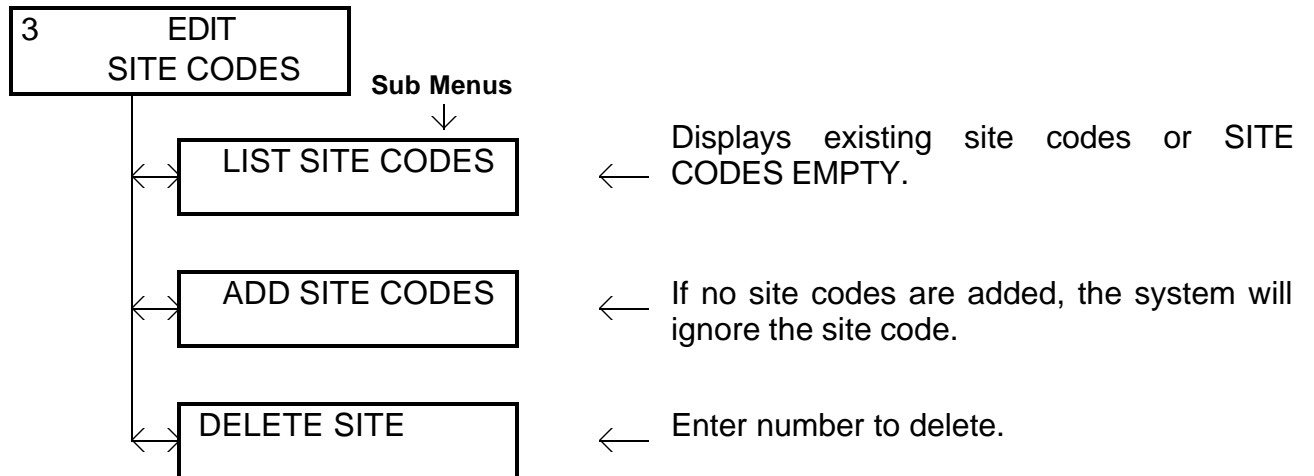 3 EDIT
SITE CODES
Sub Menus
LIST SITE CODES
Displays existing site codes or SITE
CODES EMPTY.
ADD SITE CODES
If no site codes are added, the system will
ignore the site code.
DELETE SITE
Enter number to delete.